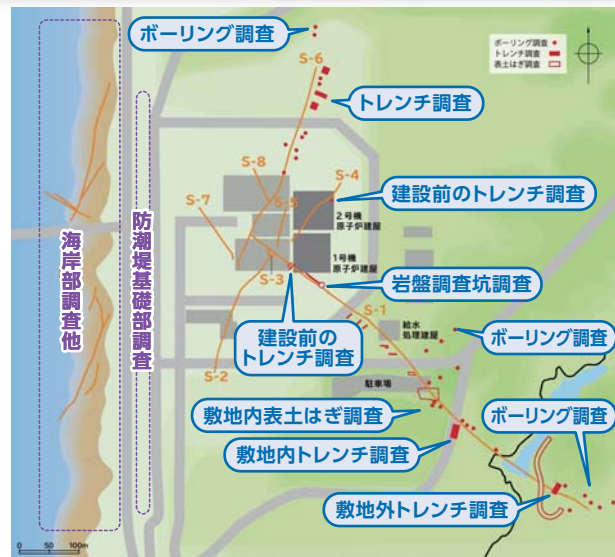 ボーリング調査
ボーリング調査
トレンチ調査
表土はぎ調査
S-6
トレンチ調査
S-8
S-4
S-7
S-5
建設前のトレンチ調査
2号機
原子炉建屋
1号機
原子炉建屋
S-3
岩盤調査坑調査
海岸部調査他
防潮堤基礎部調査
S-1
給水
処理建屋
建設前の
トレンチ調査
ボーリング調査
S-2
駐車場
敷地内表土はぎ調査
ボーリング調査
敷地内トレンチ調査
敷地外トレンチ調査
0 50 100m